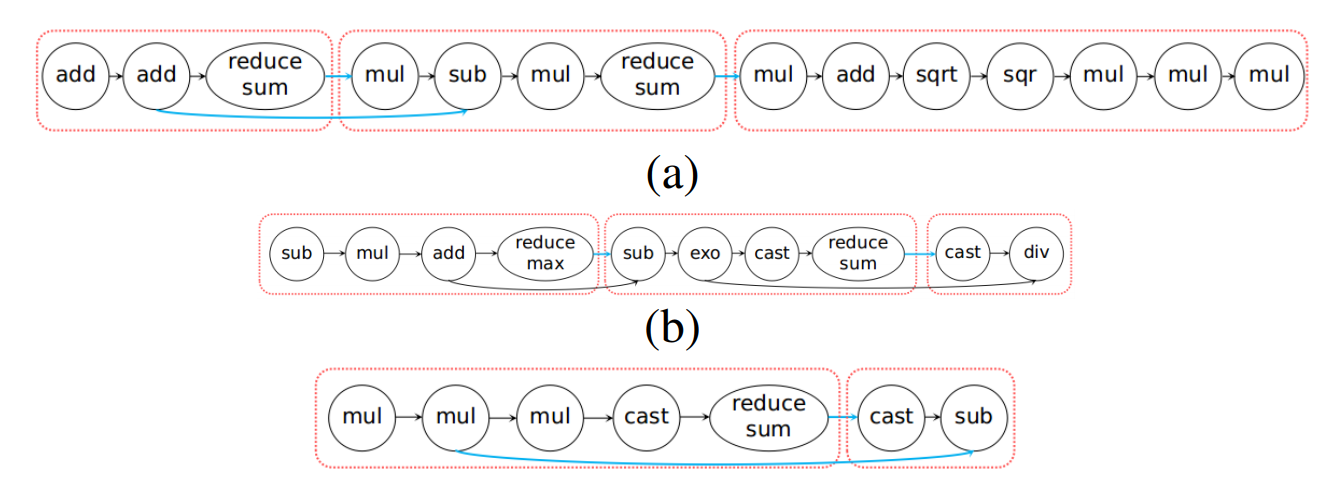 add add reduce sum mul sub mul reduce sum mul add sqrt sqr mul mul mul
(a)
sub mul add reduce max sub exo cast reduce sum cast div
(b)
mul mul mul cast reduce sum cast sub